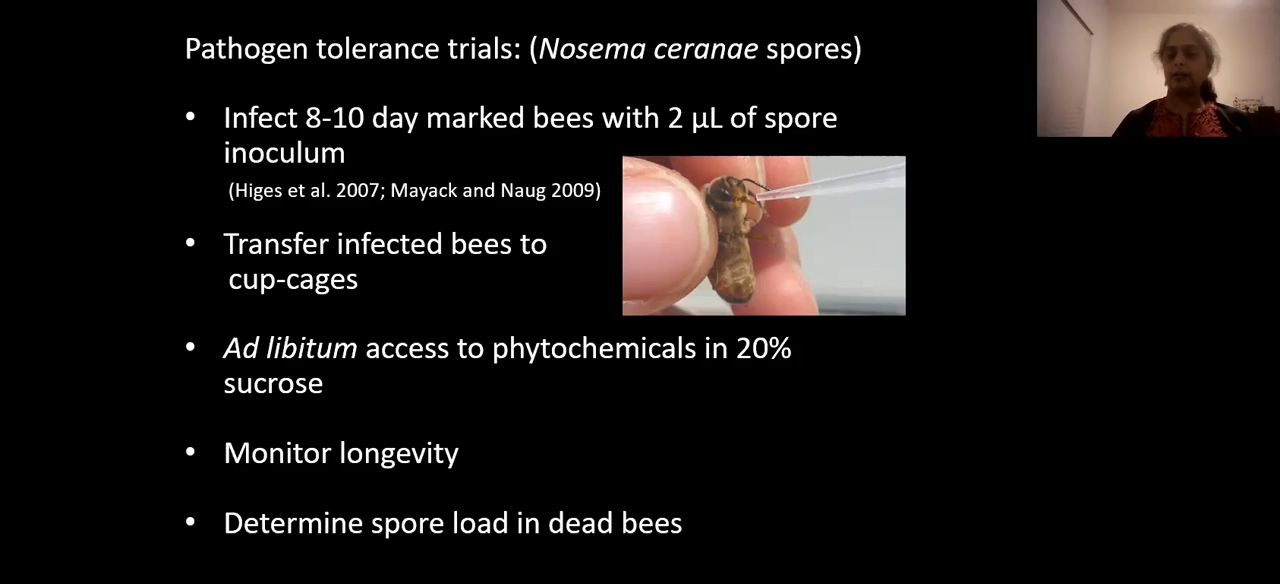 Pathogen tolerance trials: (Nosema ceranae spores)
• Infect 8-10 day marked bees with 2 µL of spore
inoculum
(Higes et al. 2007; Mayack and Naug 2009)
• Transfer infected bees to
cup-cages
• Ad libitum access to phytochemicals in 20%
sucrose
• Monitor longevity
• Determine spore load in dead bees